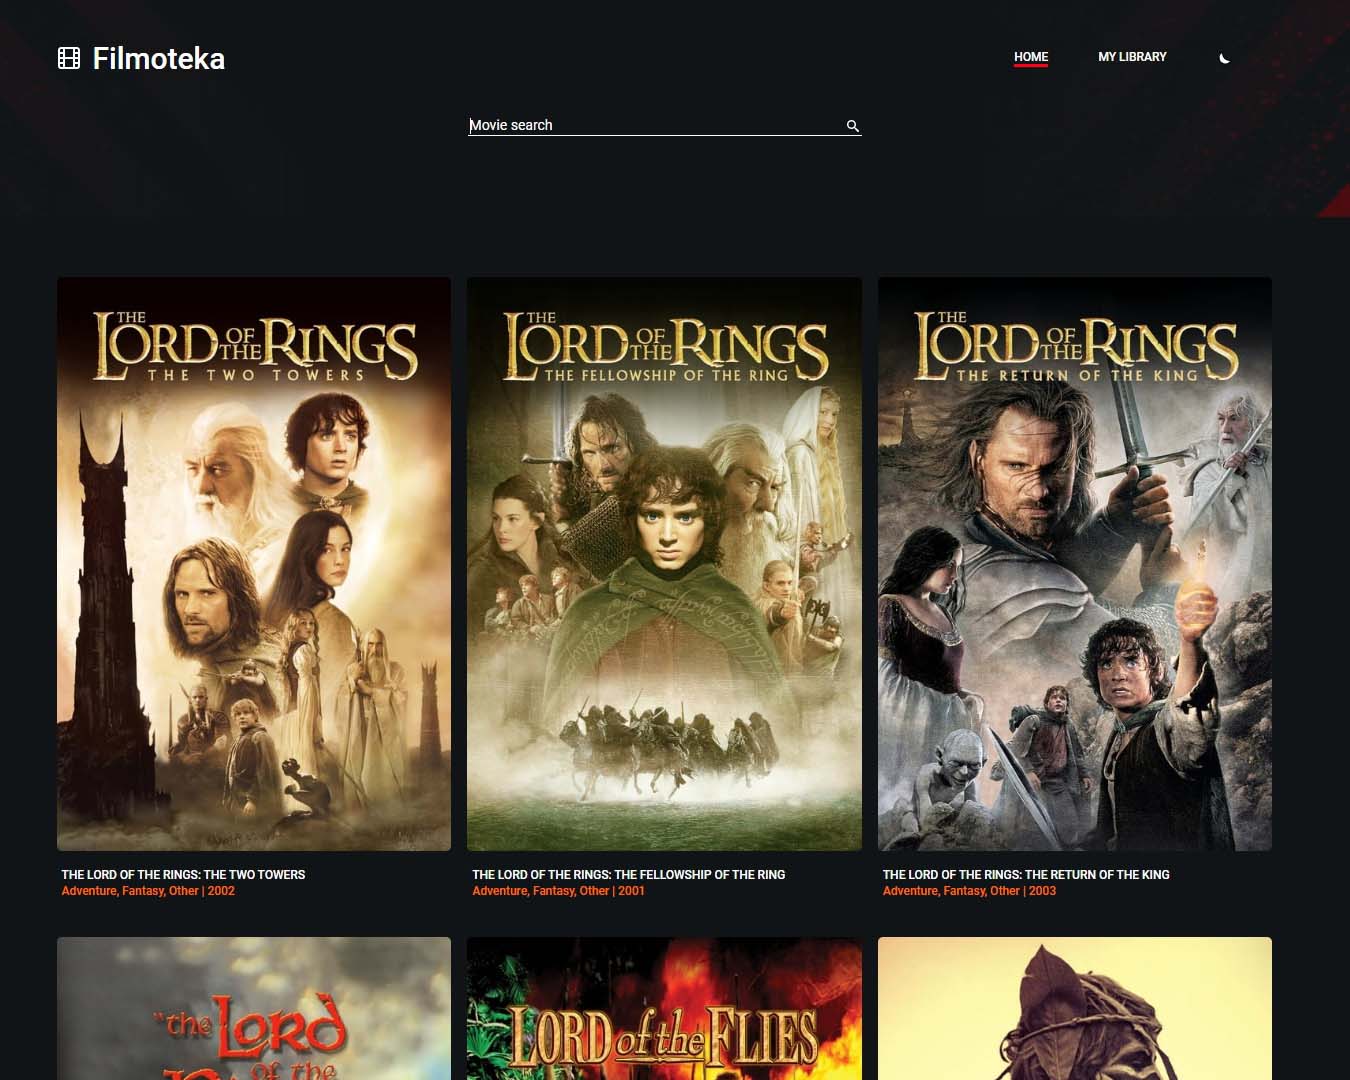 Filmoteka
HOME
MY LIBRARY
Movie search
THE
LORD OF THE RINGS
THE TWO TOWERS
THE
LORD OF THE RINGS
THE FELLOWSHIP OF THE RING
THE
LORD OF THE RINGS
THE RETURN OF THE KING
THE LORD OF THE RINGS: THE TWO TOWERS
Adventure, Fantasy, Other | 2002
THE LORD OF THE RINGS: THE FELLOWSHIP OF THE RING
Adventure, Fantasy, Other | 2001
THE LORD OF THE RINGS: THE RETURN OF THE KING
Adventure, Fantasy, Other | 2003
"the Lord
of the
LORD of the FLIES